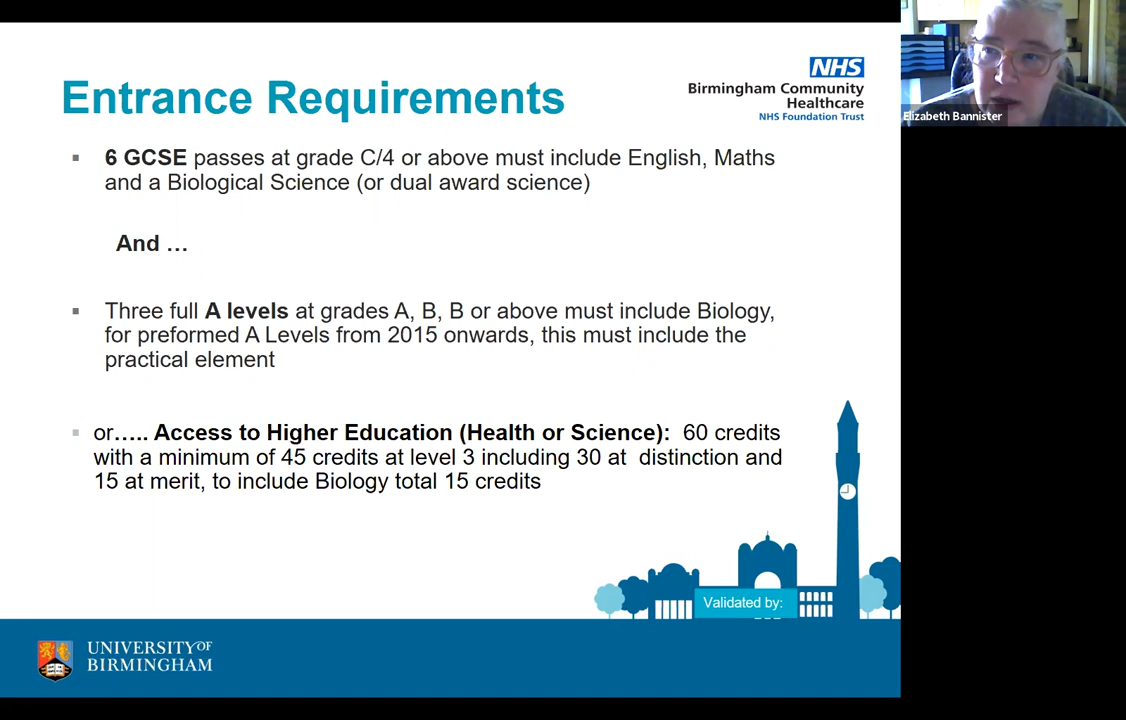 Entrance Requirements
NHS
Birmingham Community
Healthcare
NHS Foundation Trust
Elizabeth Bannister
▪ 6 GCSE passes at grade C/4 or above must include English, Maths
and a Biological Science (or dual award science)
And …
▪ Three full A levels at grades A, B, B or above must include Biology,
for preformed A Levels from 2015 onwards, this must include the
practical element
▪ or….. Access to Higher Education (Health or Science): 60 credits
with a minimum of 45 credits at level 3 including 30 at distinction and
15 at merit, to include Biology total 15 credits
Validated by:
UNIVERSITY OF
BIRMINGHAM